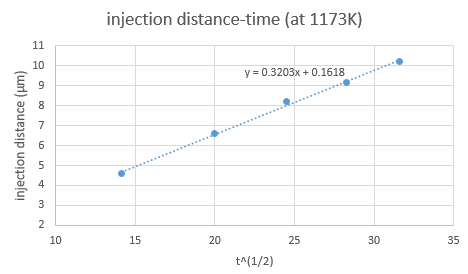 injection distance-time (at 1173K)
11
10
9
8
7
6
5
4
3
2
injection distance (μm)
y = 0.3203x + 0.1618
10 15 20 25 30 35
t^(1/2)